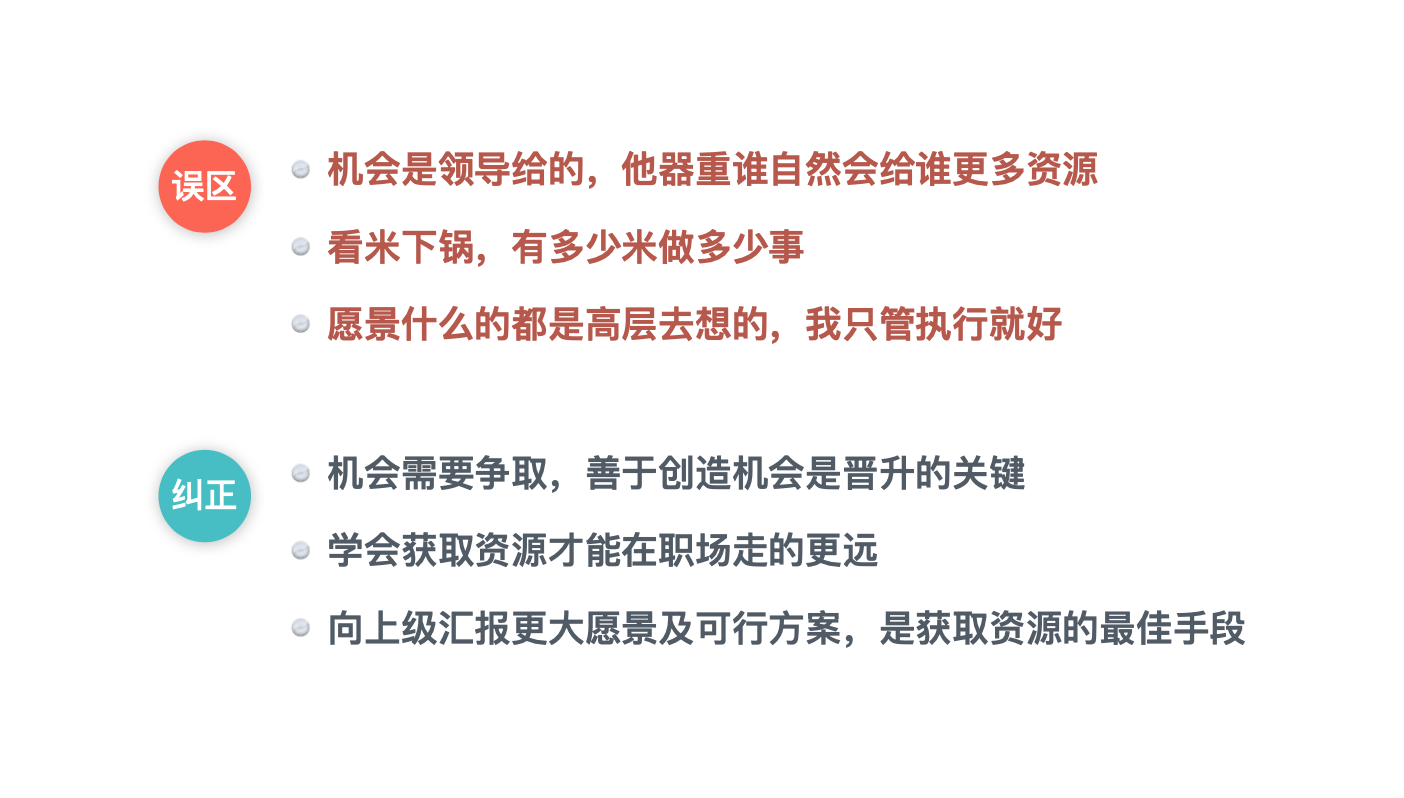 误区
机会是领导给的，他器重谁自然会给谁更多资源
看米下锅，有多少米做多少事
愿景什么的都是高层去想的，我只管执行就好
纠正
机会需要争取，善于创造机会是晋升的关键
学会获取资源才能在职场走的更远
向上级汇报更大愿景及可行方案，是获取资源的最佳手段